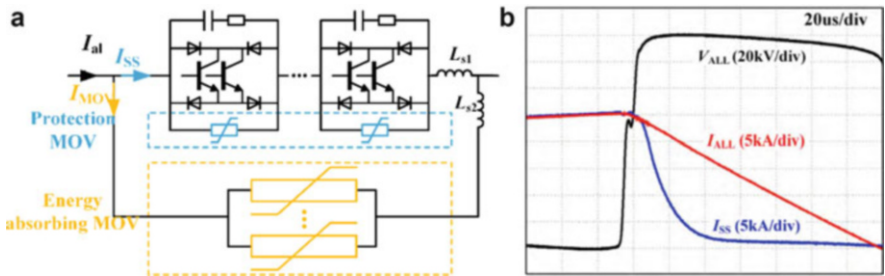 a
I_al
I_SS
I_MOV
Protection
MOV
L_s1
L_s2
Energy
absorbing MOV
b
20us/div
V_ALL (20kV/div)
I_ALL (5kA/div)
I_SS (5kA/div)